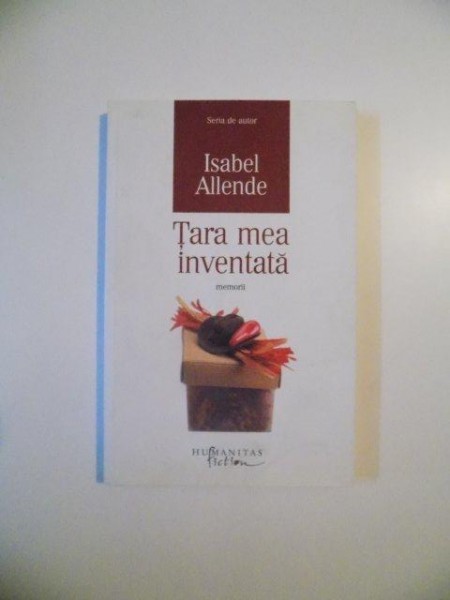 Seria de autor
Isabel
Allende
Țara mea
inventată
memorii
HUMANITAS
fiction